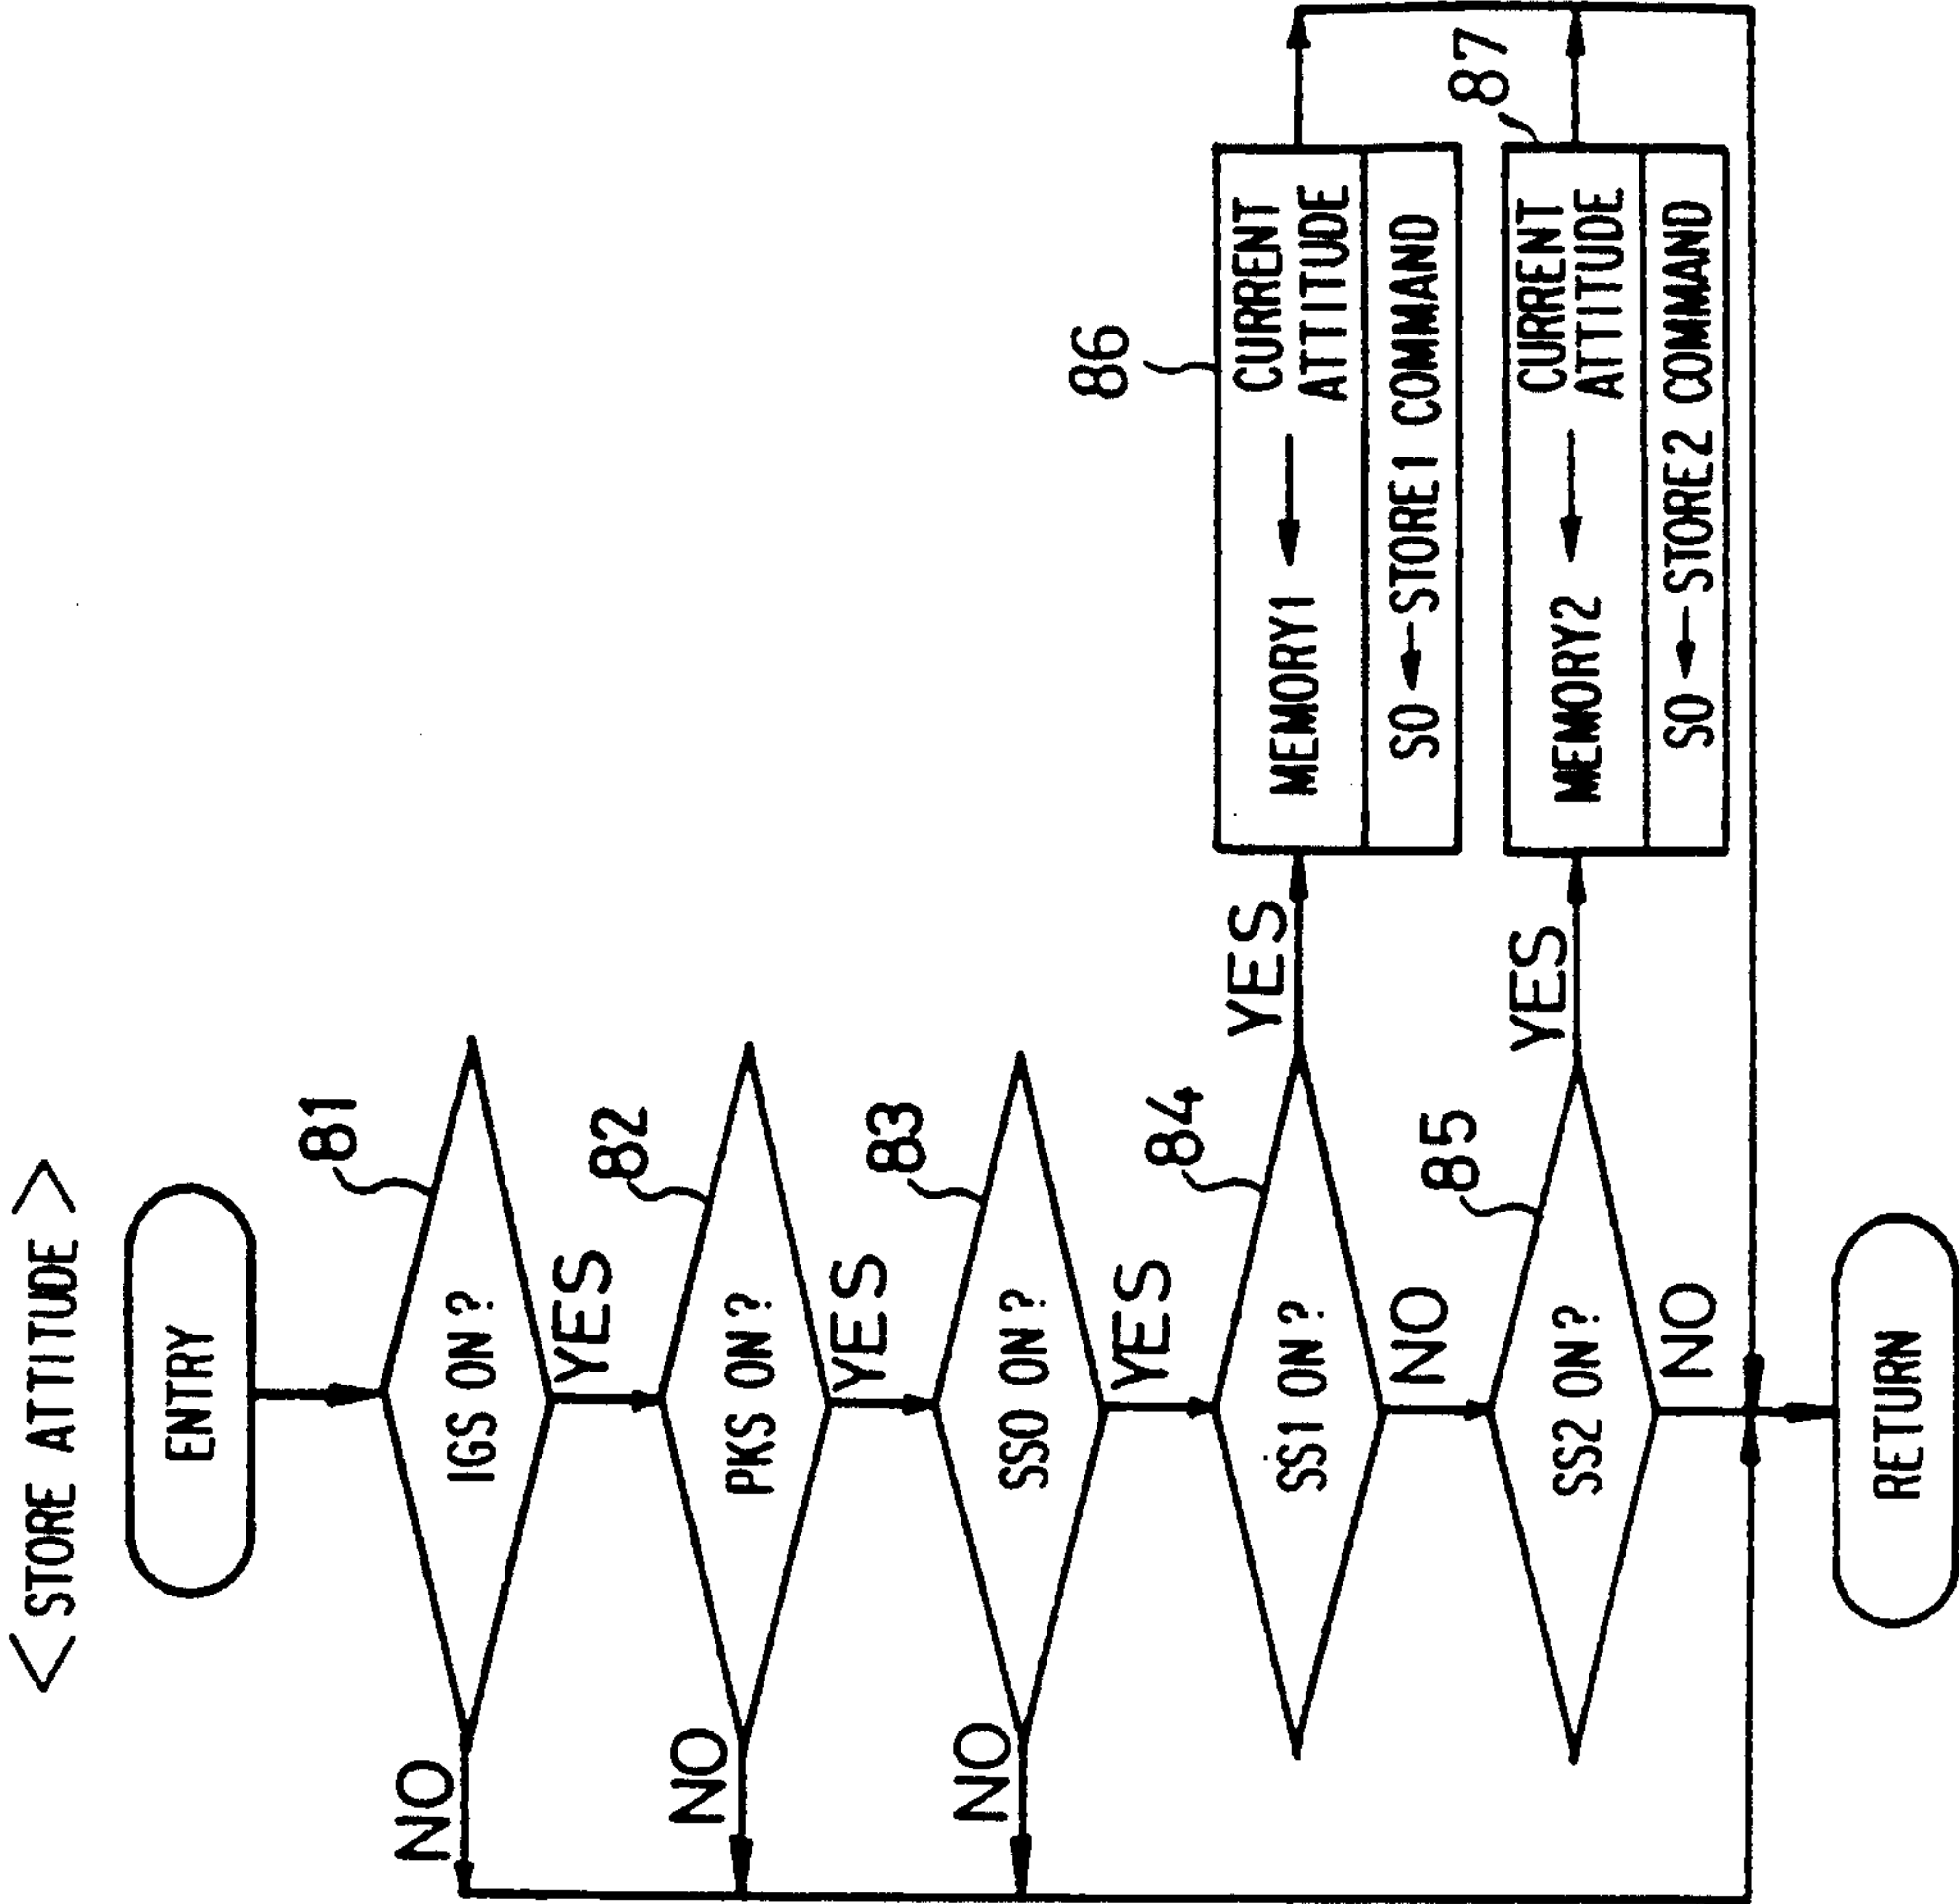 <STORE ATTITUDE>
ENTRY
81
IGS ON?
NO
YES
82
PKS ON?
NO
YES
83
SS0 ON?
NO
YES
84
SS1 ON?
YES
NO
86
MEMORY1 ← CURRENT ATTITUDE
S0 ← STORE1 COMMAND
85
SS2 ON?
YES
NO
87
MEMORY2 ← CURRENT ATTITUDE
S0 ← STORE2 COMMAND
RETURN